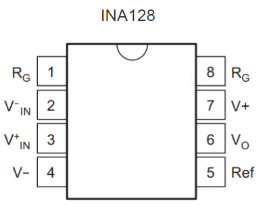 INA128
RG 1 8 RG
V-IN 2 7 V+
V+IN 3 6 VO
V- 4 5 Ref